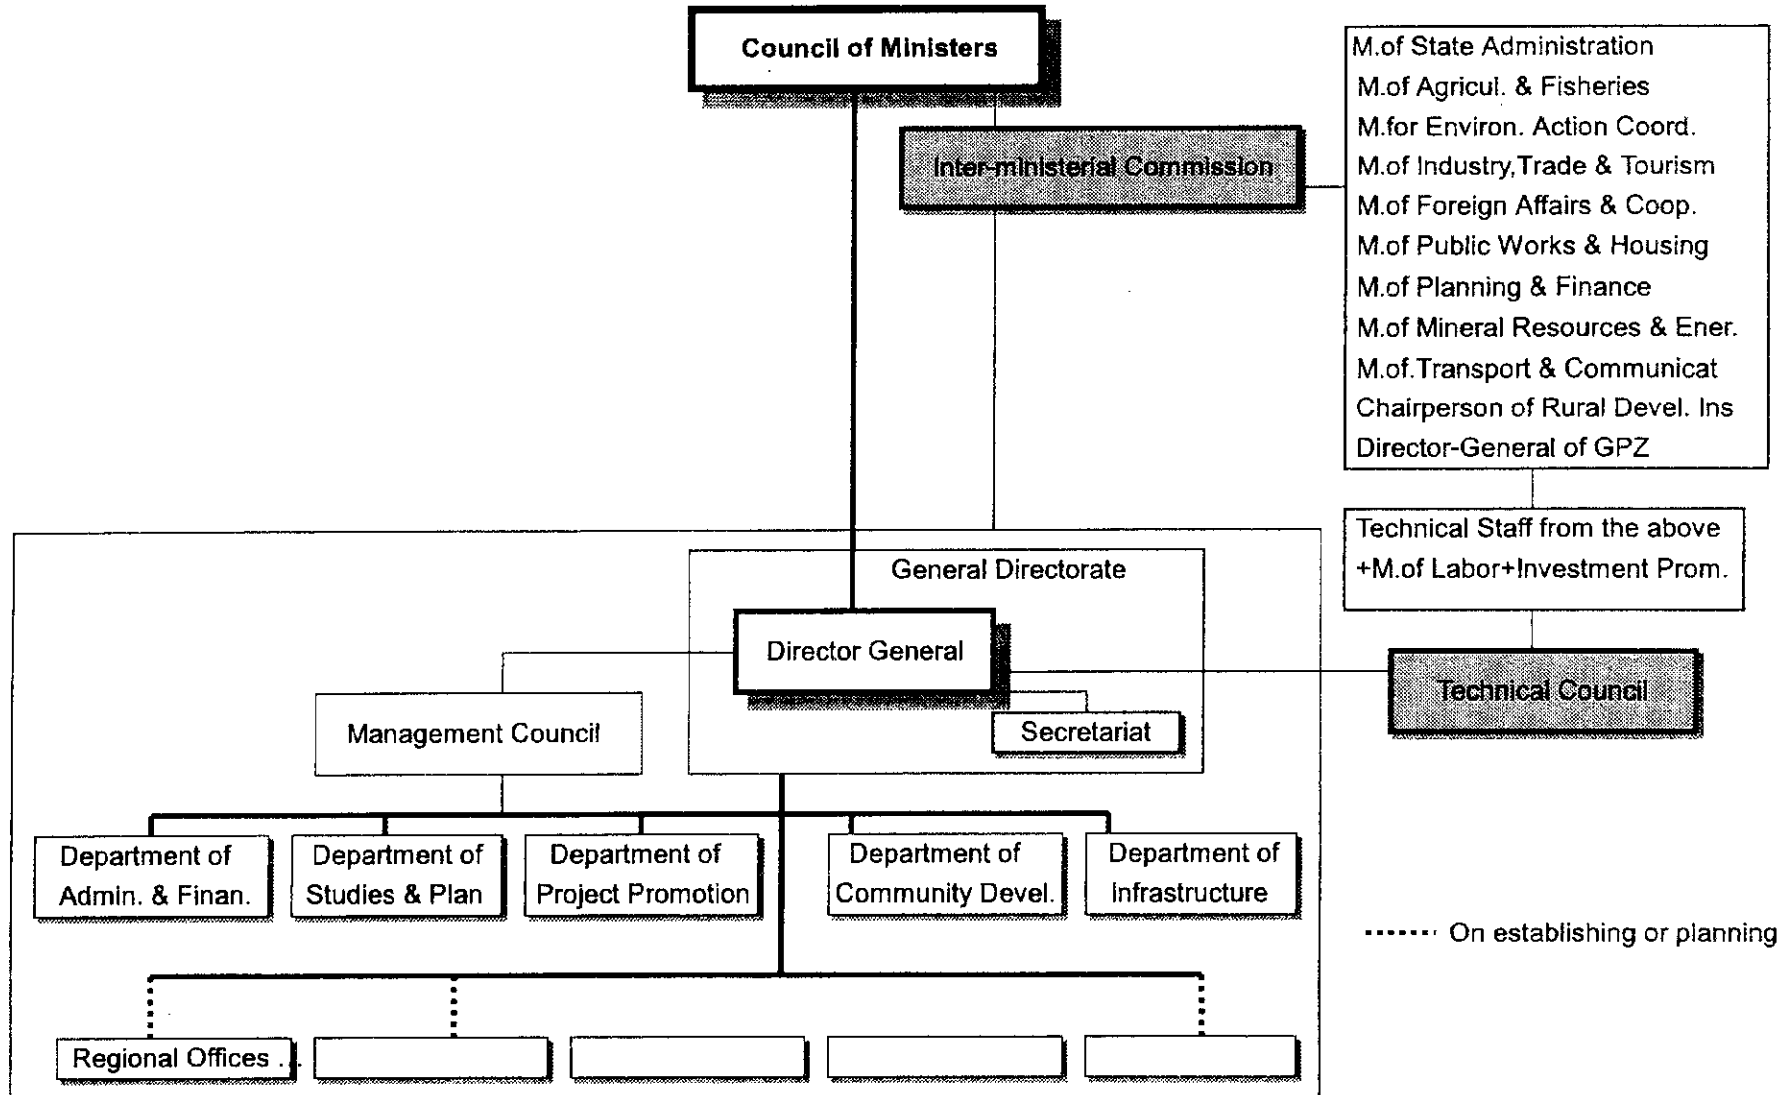 Council of Ministers
Inter-ministerial Commission
M.of State Administration
M.of Agricul. & Fisheries
M.for Environ. Action Coord.
M.of Industry,Trade & Tourism
M.of Foreign Affairs & Coop.
M.of Public Works & Housing
M.of Planning & Finance
M.of Mineral Resources & Ener.
M.of.Transport & Communicat
Chairperson of Rural Devel. Ins
Director-General of GPZ
Technical Staff from the above
+M.of Labor+Investment Prom.
General Directorate
Director General
Technical Council
Secretariat
Management Council
Department of
Admin. & Finan.
Department of
Studies & Plan
Department of
Project Promotion
Department of
Community Devel.
Department of
Infrastructure
On establishing or planning
Regional Offices ...